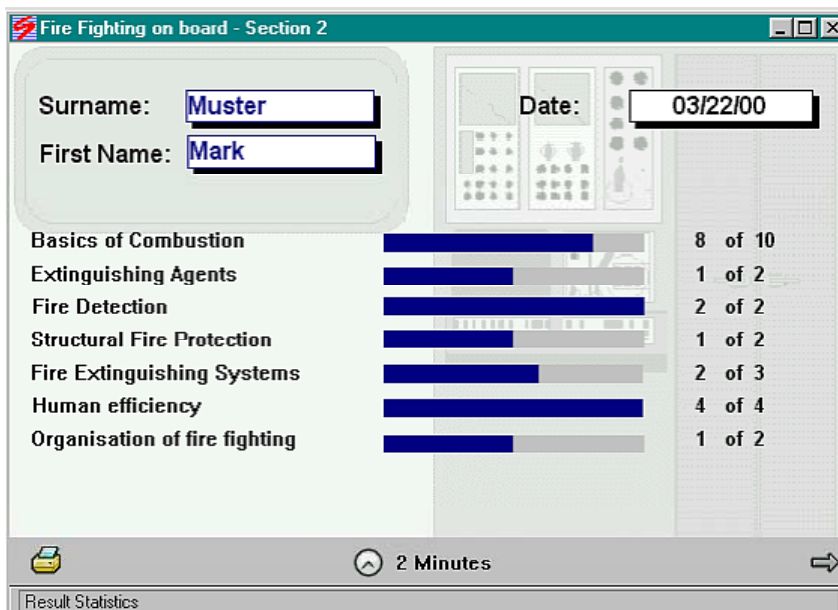 Fire Fighting on board - Section 2
Surname: Muster Date: 03/22/00
First Name: Mark
Basics of Combustion 8 of 10
Extinguishing Agents 1 of 2
Fire Detection 2 of 2
Structural Fire Protection 1 of 2
Fire Extinguishing Systems 2 of 3
Human efficiency 4 of 4
Organisation of fire fighting 1 of 2
2 Minutes
Result Statistics